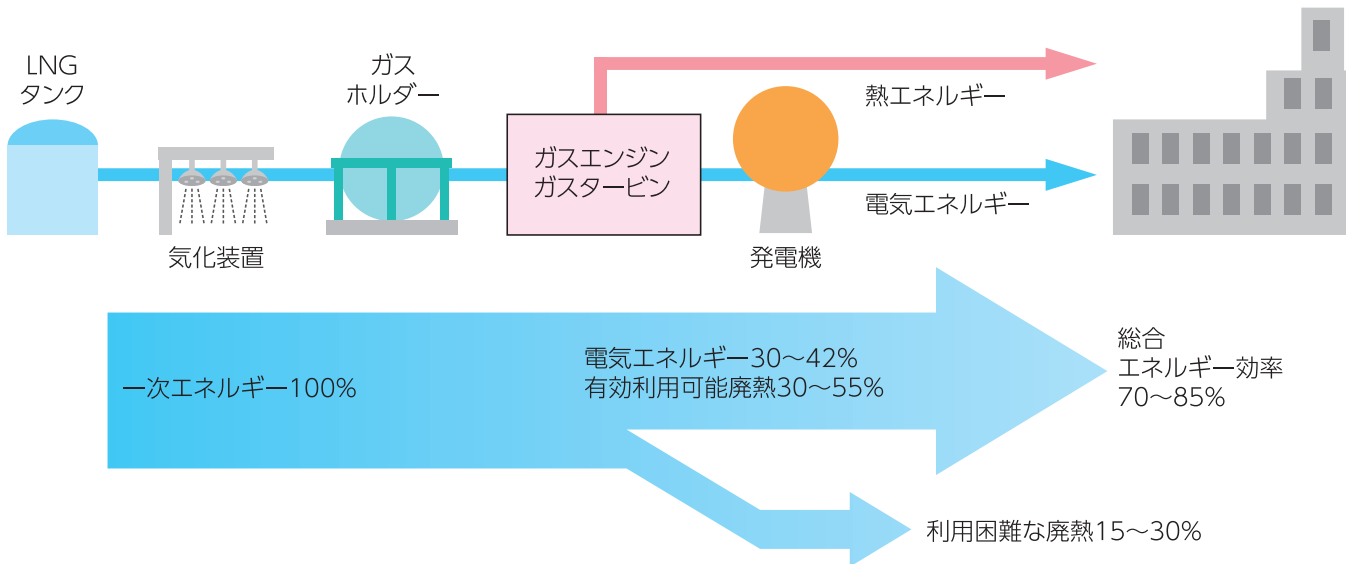 LNG
タンク
気化装置
ガス
ホルダー
ガスエンジン
ガスタービン
発電機
熱エネルギー
電気エネルギー
一次エネルギー100%
電気エネルギー30〜42%
有効利用可能廃熱30〜55%
総合
エネルギー効率
70〜85%
利用困難な廃熱15〜30%